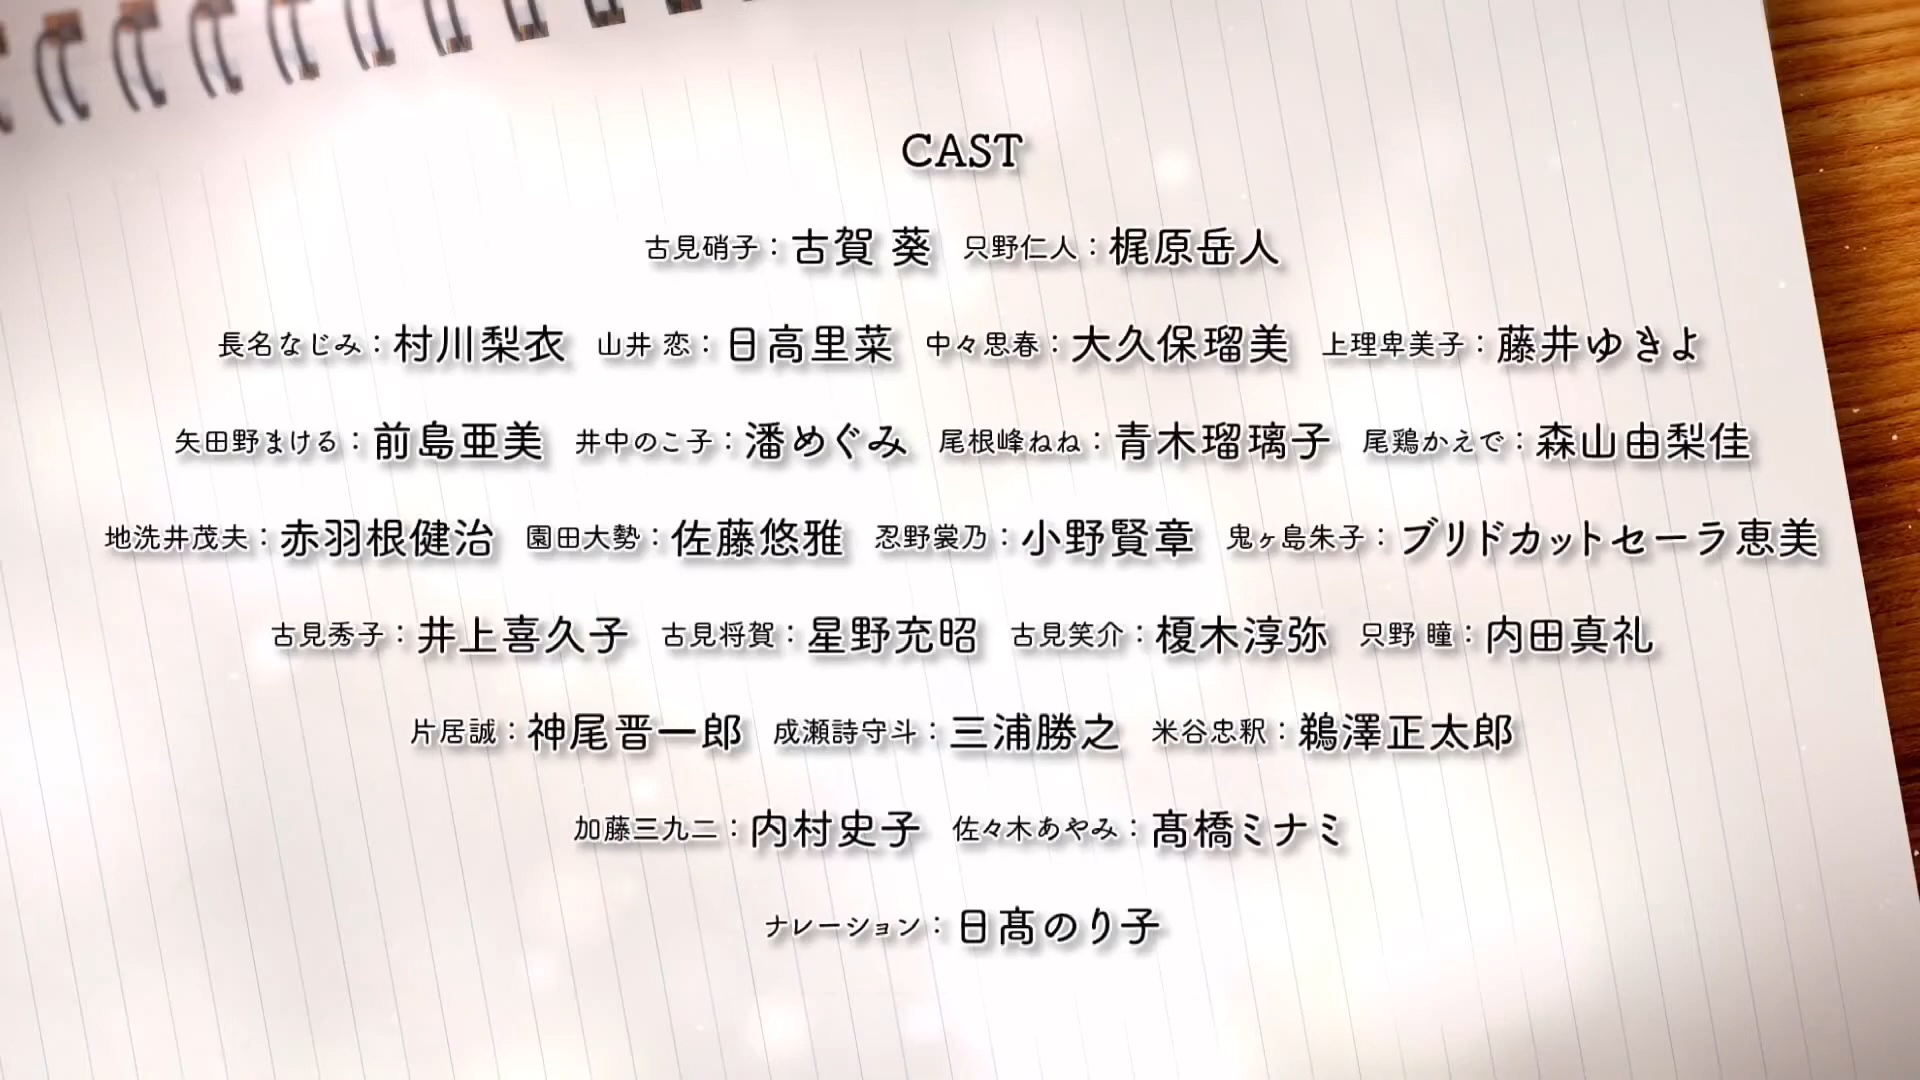 CAST
古見硝子：古賀 葵 只野仁人：梶原岳人
長名なじみ：村川梨衣 山井 恋：日高里菜 中々思春：大久保瑠美 上理卑美子：藤井ゆきよ
矢田野まける：前島亜美 井中のこ子：潘めぐみ 尾根峰ねね：青木瑠璃子 尾鶏かえで：森山由梨佳
地洗井茂夫：赤羽根健治 園田大勢：佐藤悠雅 忍野裳乃：小野賢章 鬼ヶ島朱子：ブリドカットセーラ恵美
古見秀子：井上喜久子 古見将賀：星野充昭 古見笑介：榎木淳弥 只野 瞳：内田真礼
片居誠：神尾晋一郎 成瀬詩守斗：三浦勝之 米谷忠釈：鵜澤正太郎
加藤三九二：内村史子 佐々木あやみ：髙橋ミナミ
ナレーション：日髙のり子